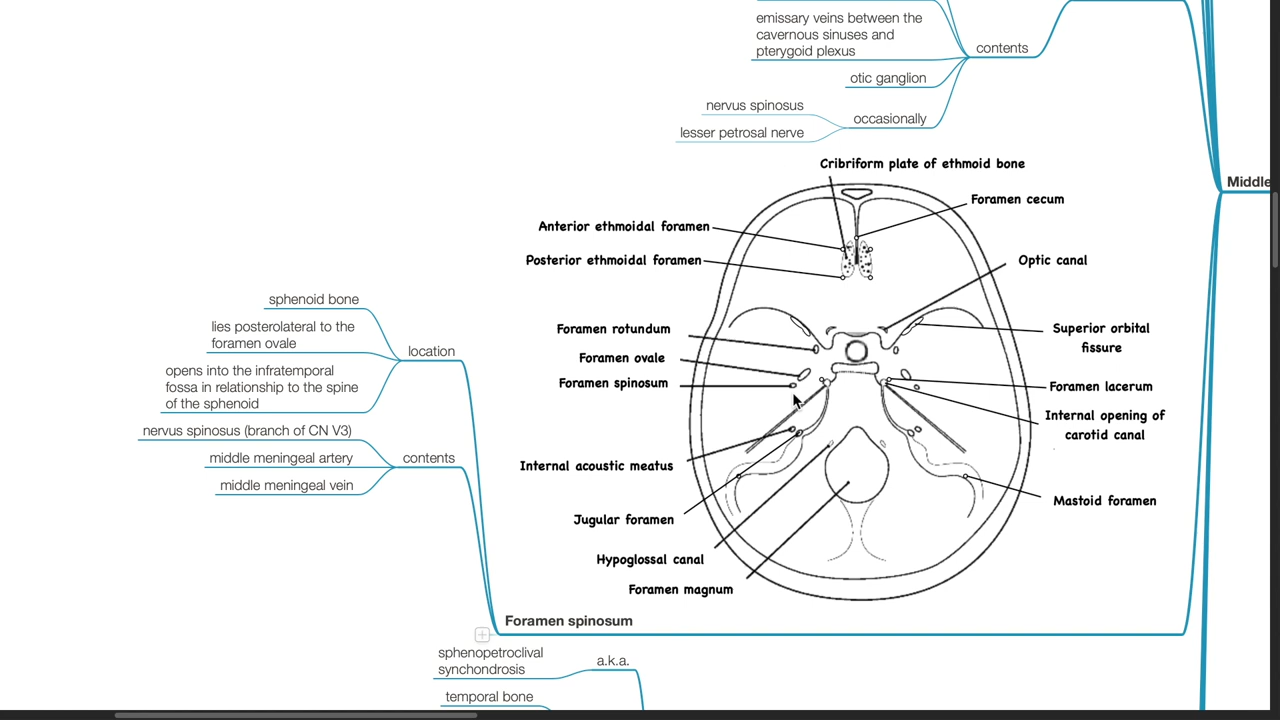 emissary veins between the
cavernous sinuses and
pterygoid plexus
contents
otic ganglion
nervus spinosus
occasionally
lesser petrosal nerve
Cribriform plate of ethmoid bone
Middle
Foramen cecum
Anterior ethmoidal foramen
Posterior ethmoidal foramen
Optic canal
sphenoid bone
lies posterolateral to the
foramen ovale
location
opens into the infratemporal
fossa in relationship to the spine
of the sphenoid
Foramen rotundum
Superior orbital
fissure
Foramen ovale
Foramen spinosum
Foramen lacerum
Internal opening of
carotid canal
nervus spinosus (branch of CN V3)
middle meningeal artery
contents
middle meningeal vein
Internal acoustic meatus
Mastoid foramen
Jugular foramen
Hypoglossal canal
Foramen magnum
Foramen spinosum
sphenopetroclival
synchondrosis
a.k.a.
temporal bone